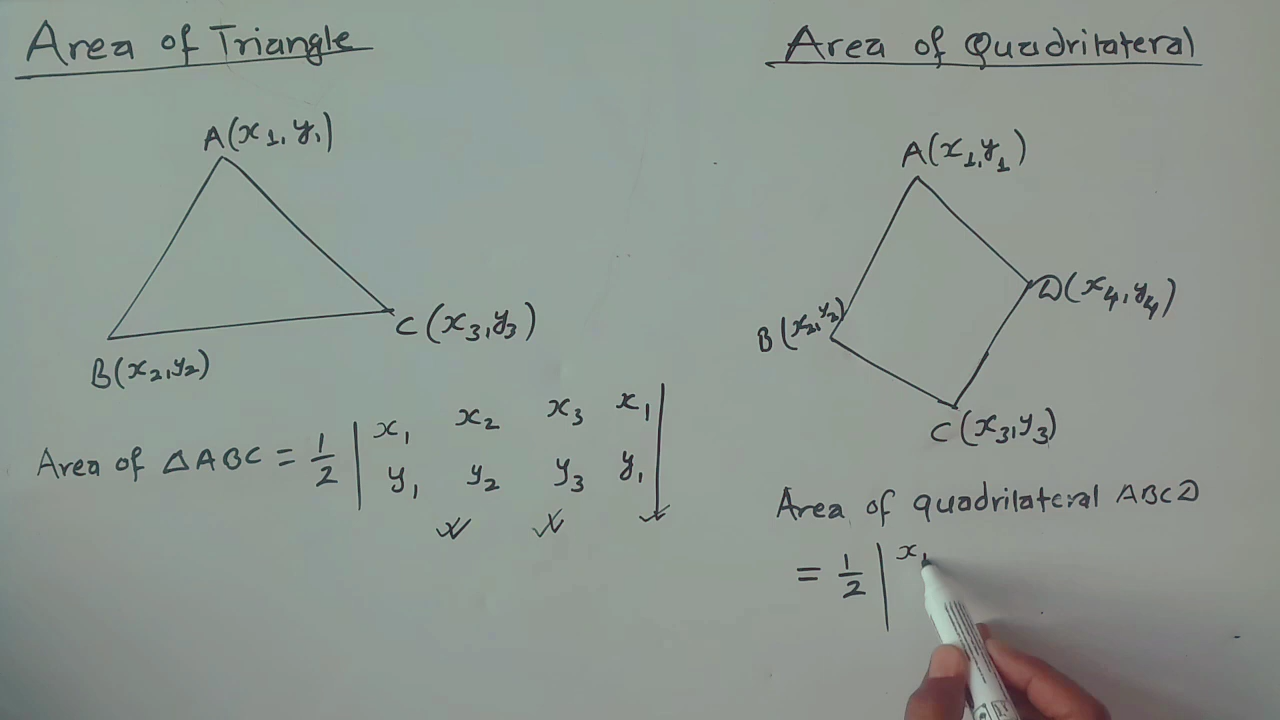 Area of Triangle
A(x₁, y₁)
B(x₂, y₂)
C(x₃, y₃)
Area of △ABC = 1/2 | x₁ x₂ x₃ x₁ |
y₁ y₂ y₃ y₁
Area of Quadrilateral
A(x₁, y₁)
B(x₂, y₂)
D(x₄, y₄)
C(x₃, y₃)
Area of quadrilateral ABCD
= 1/2 | x₁